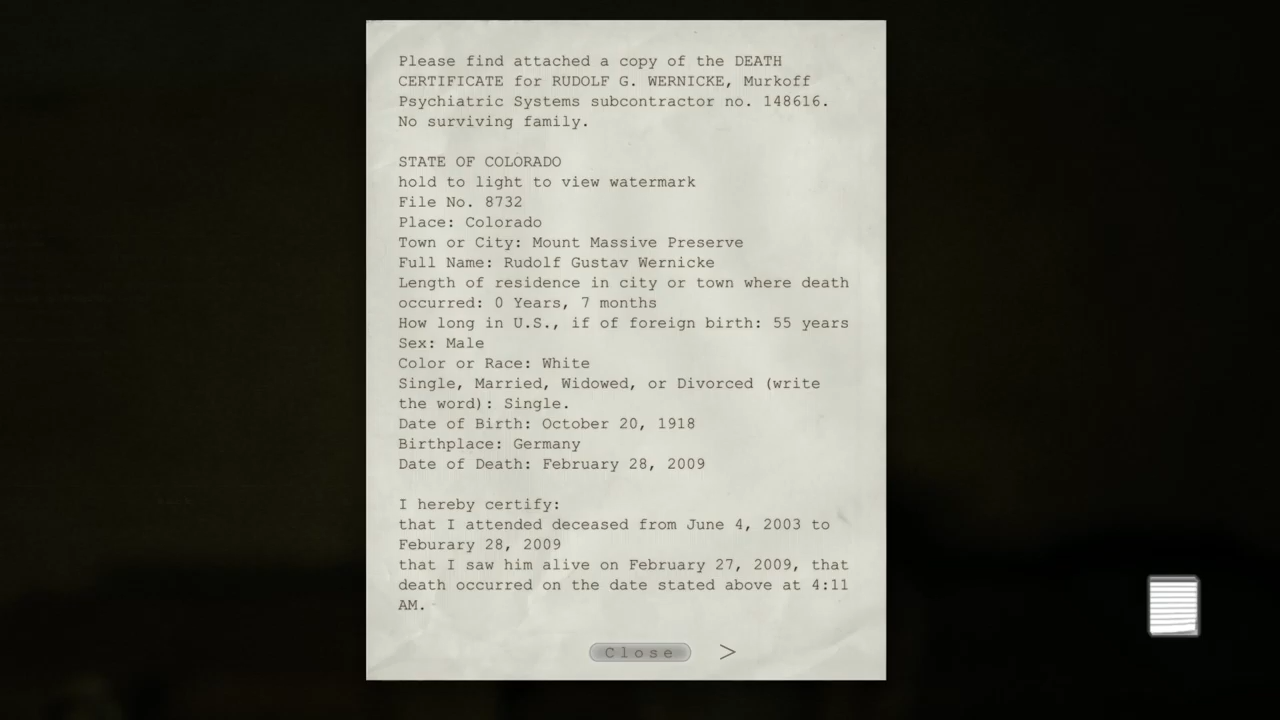 Please find attached a copy of the DEATH
CERTIFICATE for RUDOLF G. WERNICKE, Murkoff
Psychiatric Systems subcontractor no. 148616.
No surviving family.
STATE OF COLORADO
hold to light to view watermark
File No. 8732
Place: Colorado
Town or City: Mount Massive Preserve
Full Name: Rudolf Gustav Wernicke
Length of residence in city or town where death
occurred: 0 Years, 7 months
How long in U.S., if of foreign birth: 55 years
Sex: Male
Color or Race: White
Single, Married, Widowed, or Divorced (write
the word): Single.
Date of Birth: October 20, 1918
Birthplace: Germany
Date of Death: February 28, 2009
I hereby certify:
that I attended deceased from June 4, 2003 to
Feburary 28, 2009
that I saw him alive on February 27, 2009, that
death occurred on the date stated above at 4:11
AM.
Close >